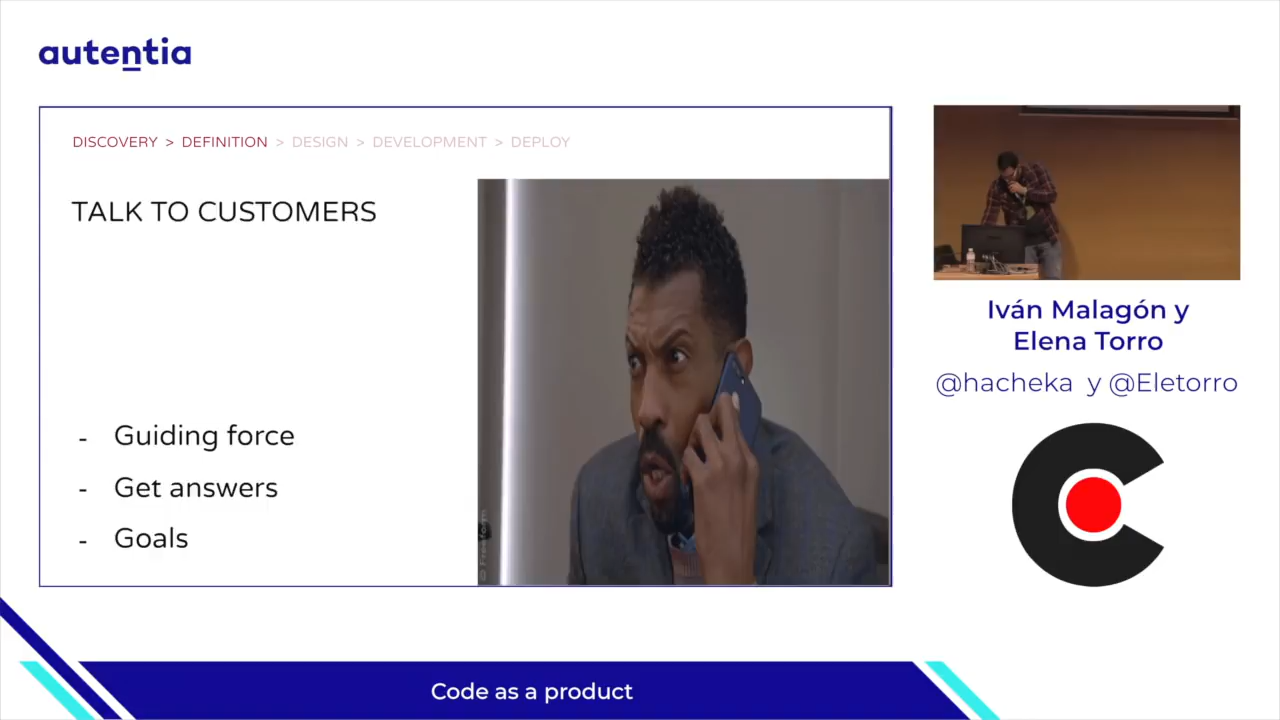 autentia
DISCOVERY > DEFINITION > DESIGN > DEVELOPMENT > DEPLOY
TALK TO CUSTOMERS
- Guiding force
- Get answers
- Goals
© Freeform
Iván Malagón y
Elena Torro
@hacheka y @Eletorro
Code as a product